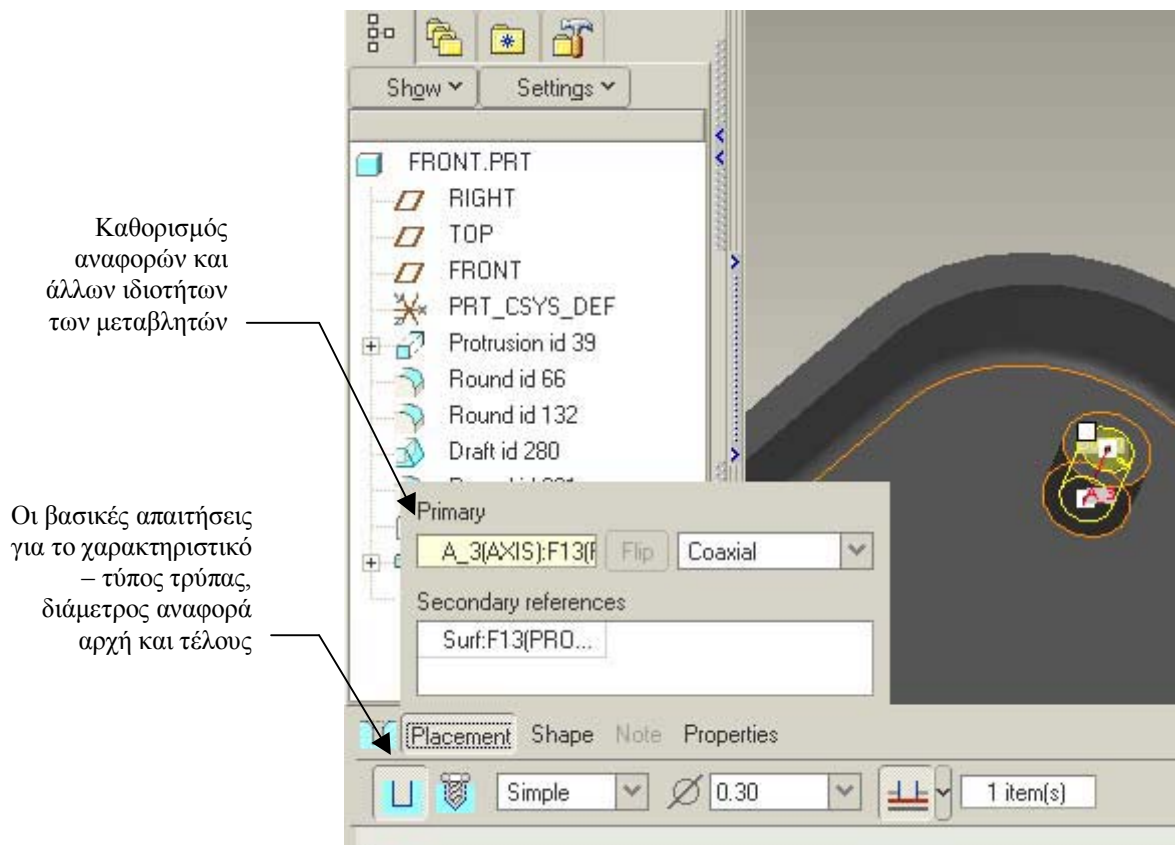 Show Settings
FRONT.PRT
RIGHT
TOP
FRONT
PRT_CSYS_DEF
Protrusion id 39
Round id 66
Round id 132
Draft id 280
Καθορισμός
αναφορών και
άλλων ιδιοτήτων
των μεταβλητών
Οι βασικές απαιτήσεις
για το χαρακτηριστικό
– τύπος τρύπας,
διάμετρος αναφορά
αρχή και τέλους
Primary
A_3(AXIS):F13(F Flip Coaxial
Secondary references
Surf:F13(PRO...
Placement Shape Note Properties
Simple 0.30 1 item(s)
A_3